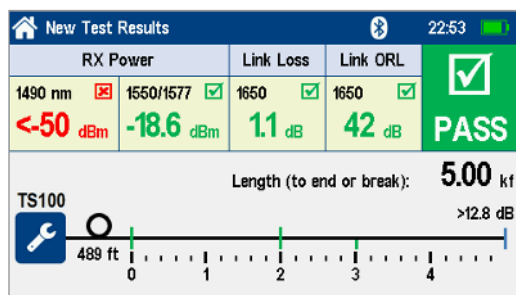 New Test Results 22:53
RX Power Link Loss Link ORL
1490 nm 1550/1577 1650 1650
<-50 dBm -18.6 dBm 1.1 dB 42 dB PASS
Length (to end or break): 5.00 kf
TS100 >12.8 dB
489 ft
0 1 2 3 4